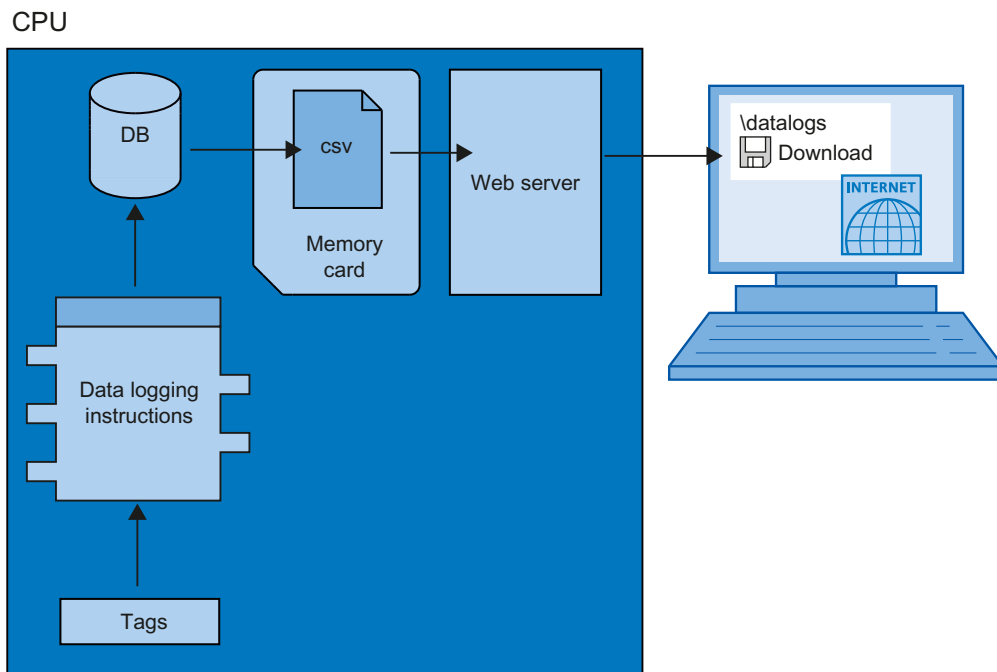 CPU
DB
csv
Memory
card
Web server
\datalogs
Download
INTERNET
Data logging
instructions
Tags